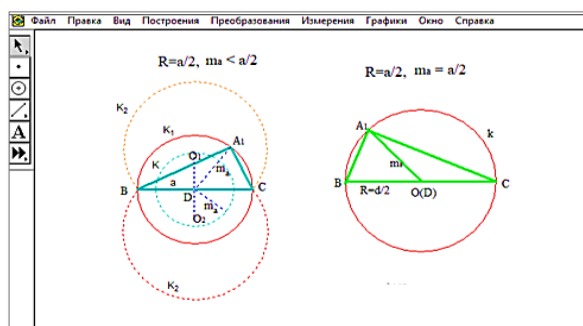 Файл Правка Вид Построения Преобразования Измерения Графики Окно Справка
A
R=a/2, mₐ < a/2
K₂
K₁
A₁
O₁
K
a
mₐ
B
D
C
mₐ
O₂
K₂
R=a/2, mₐ = a/2
A₁
k
mₐ
B
R=d/2
O(D)
C